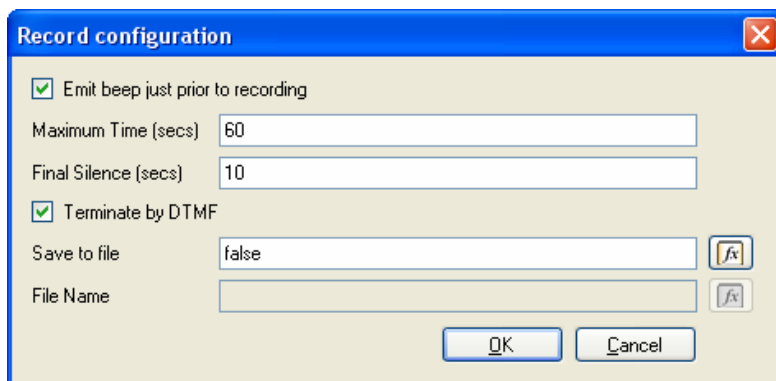 Record configuration
Emit beep just prior to recording
Maximum Time (secs) 60
Final Silence (secs) 10
Terminate by DTMF
Save to file false fx
File Name fx
OK Cancel